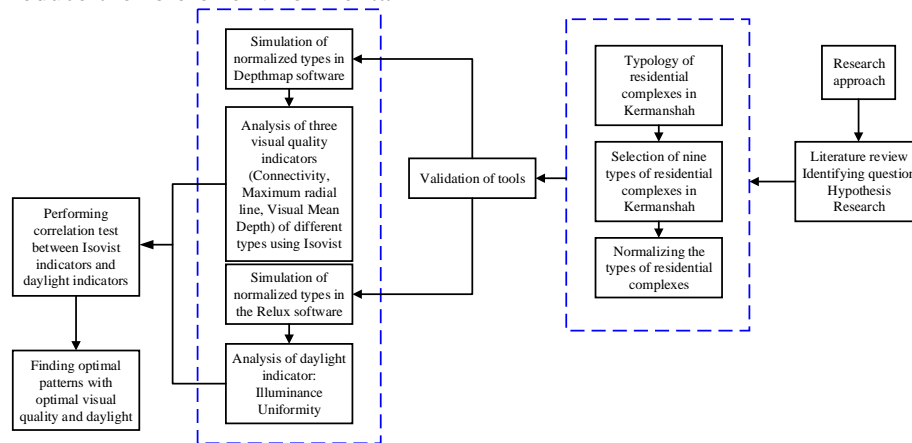 Simulation of
normalized types in
Depthmap software
Analysis of three
visual quality
indicators
(Connectivity,
Maximum radial
line, Visual Mean
Depth) of different
types using Isovist
Simulation of
normalized types in
the Relux software
Analysis of daylight
indicator:
Illuminance
Uniformity
Performing
correlation test
between Isovist
indicators and
daylight indicators
Finding optimal
patterns with
optimal visual
quality and daylight
Validation of tools
Typology of
residential
complexes in
Kermanshah
Selection of nine
types of residential
complexes in
Kermanshah
Normalizing the
types of residential
complexes
Research
approach
Literature review
Identifying question
Hypothesis
Research